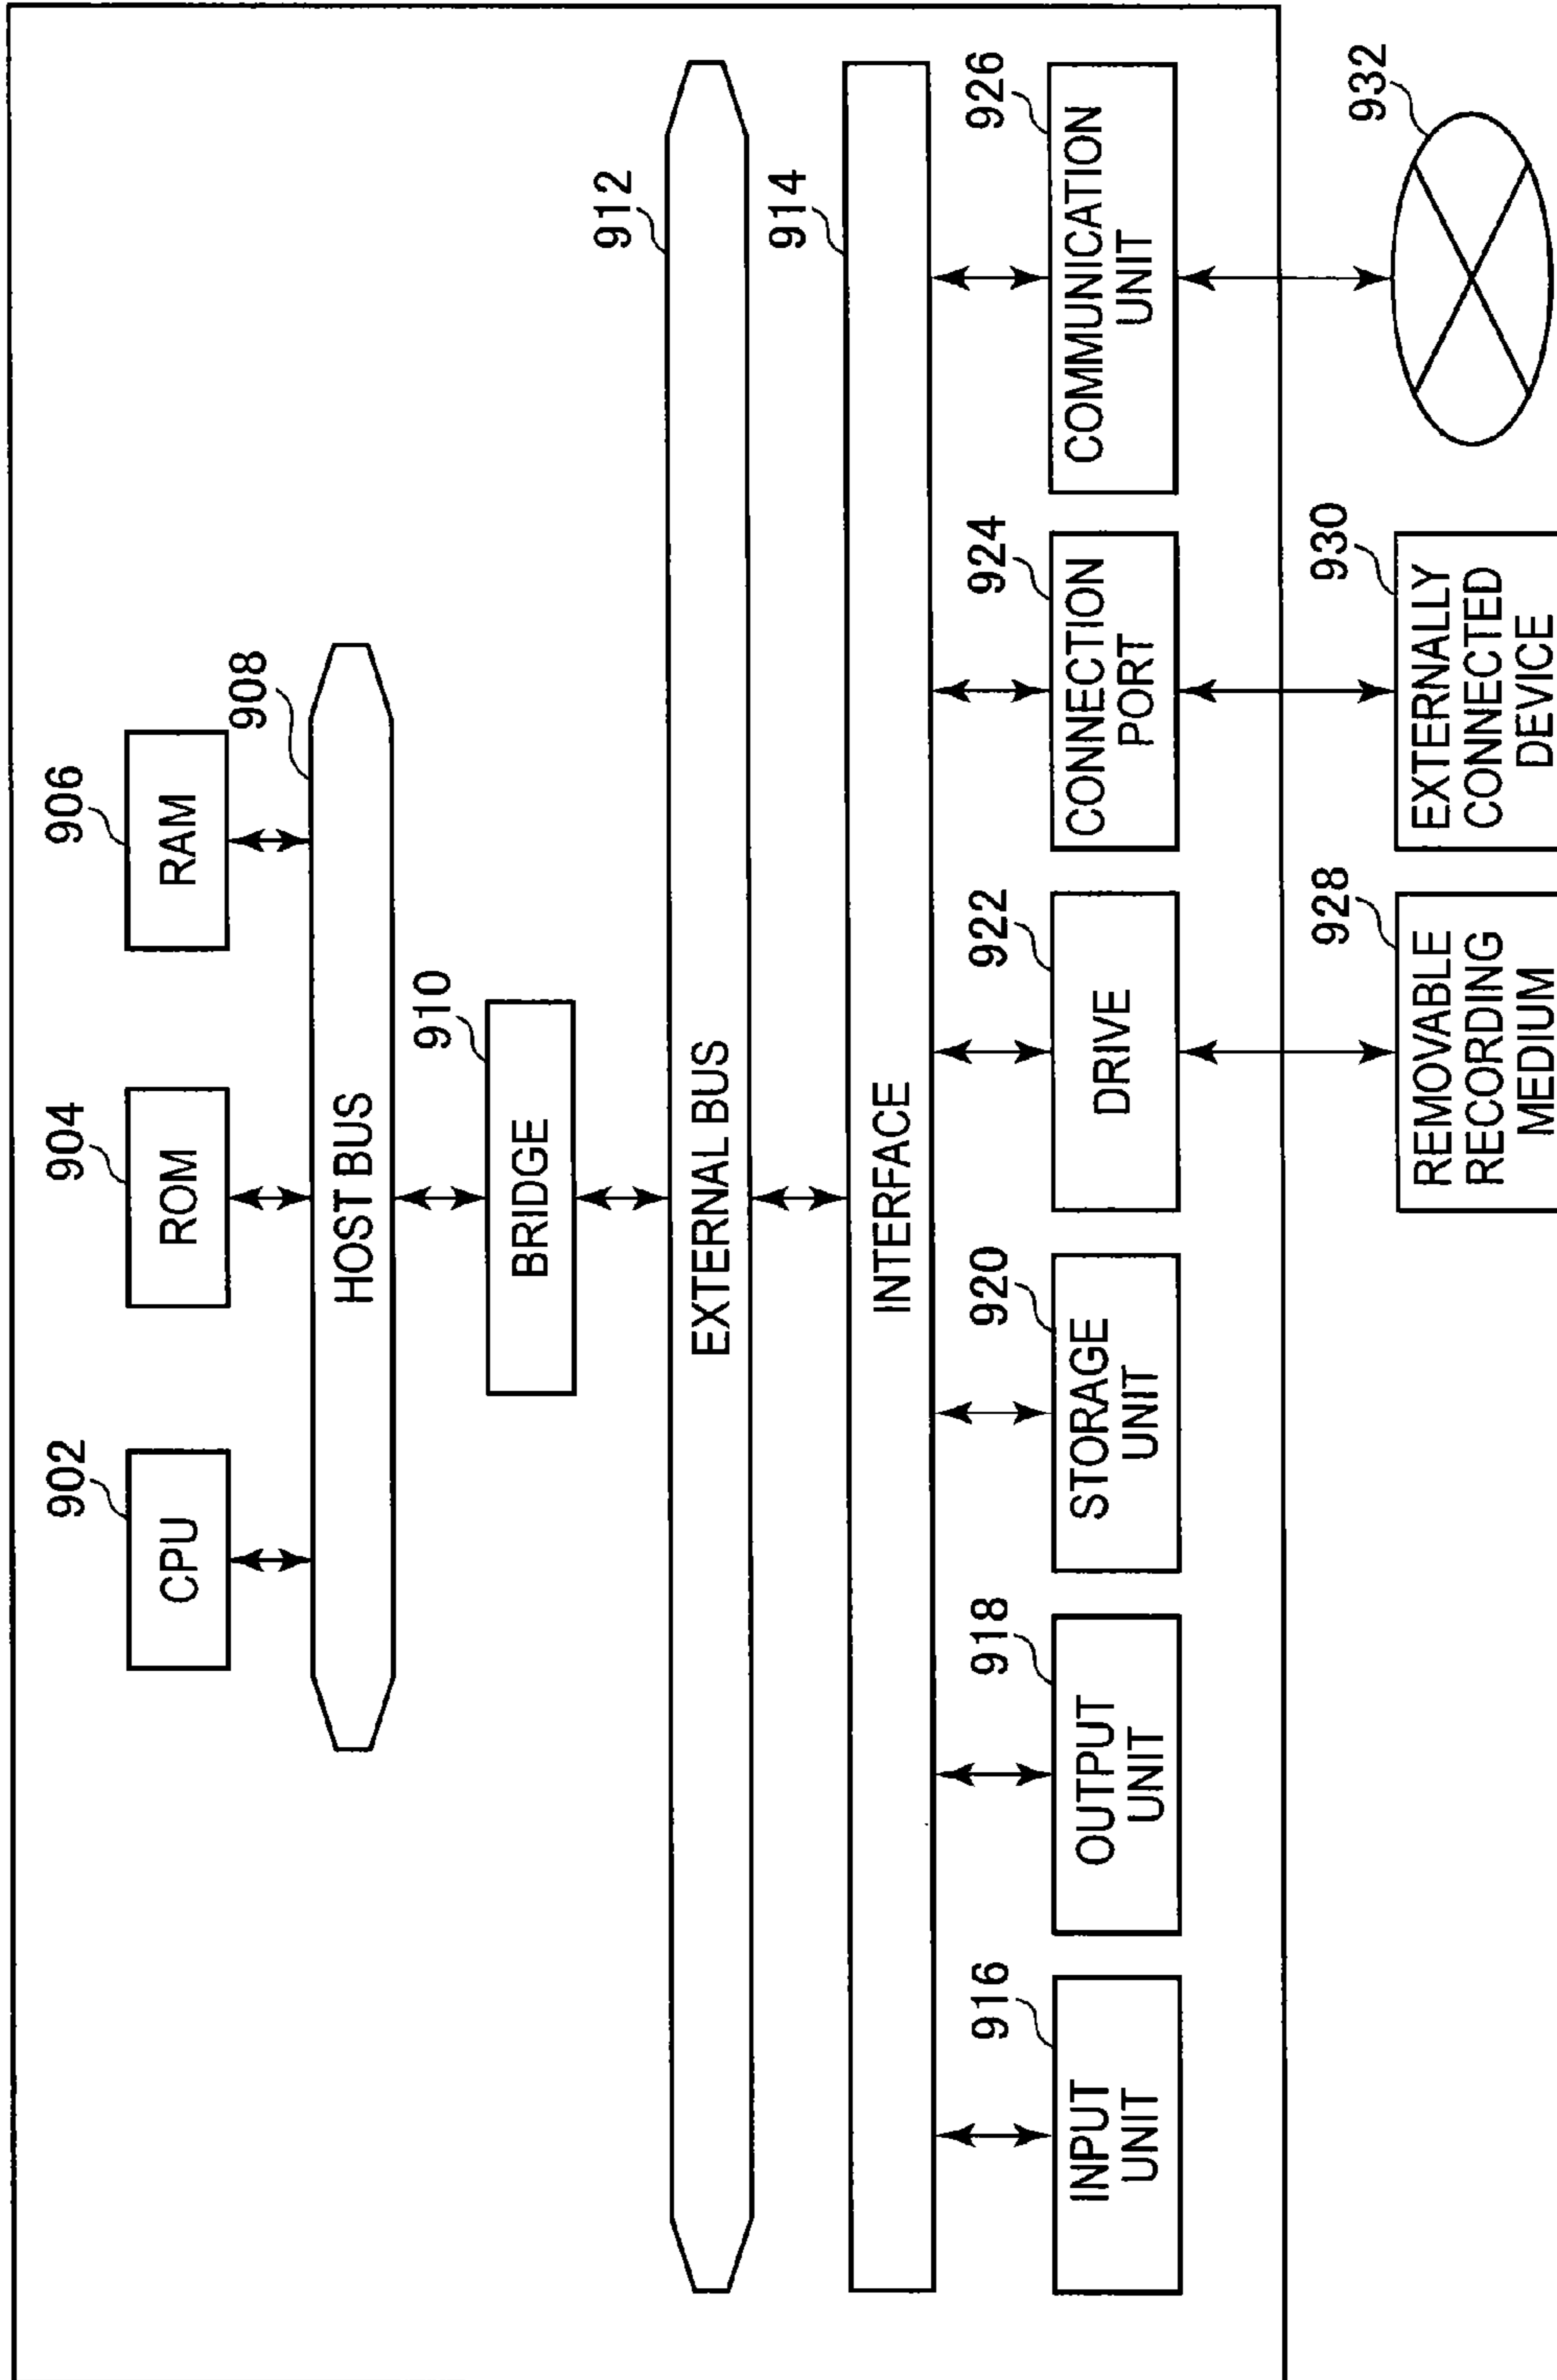 902
904
906
CPU
ROM
RAM
908
HOST BUS
910
BRIDGE
912
EXTERNAL BUS
914
INTERFACE
916
918
920
922
924
926
INPUT
UNIT
OUTPUT
UNIT
STORAGE
UNIT
DRIVE
CONNECTION
PORT
COMMUNICATION
UNIT
928
930
932
REMOVABLE
RECORDING
MEDIUM
EXTERNALLY
CONNECTED
DEVICE